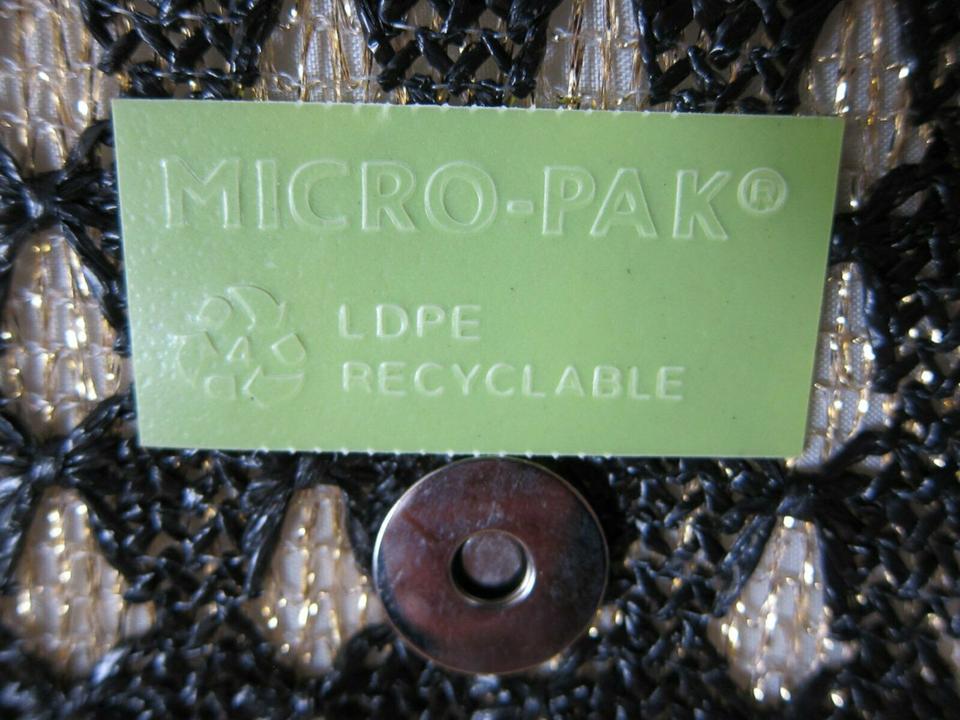 MICRO-PAK®
4
LDPE
RECYCLABLE